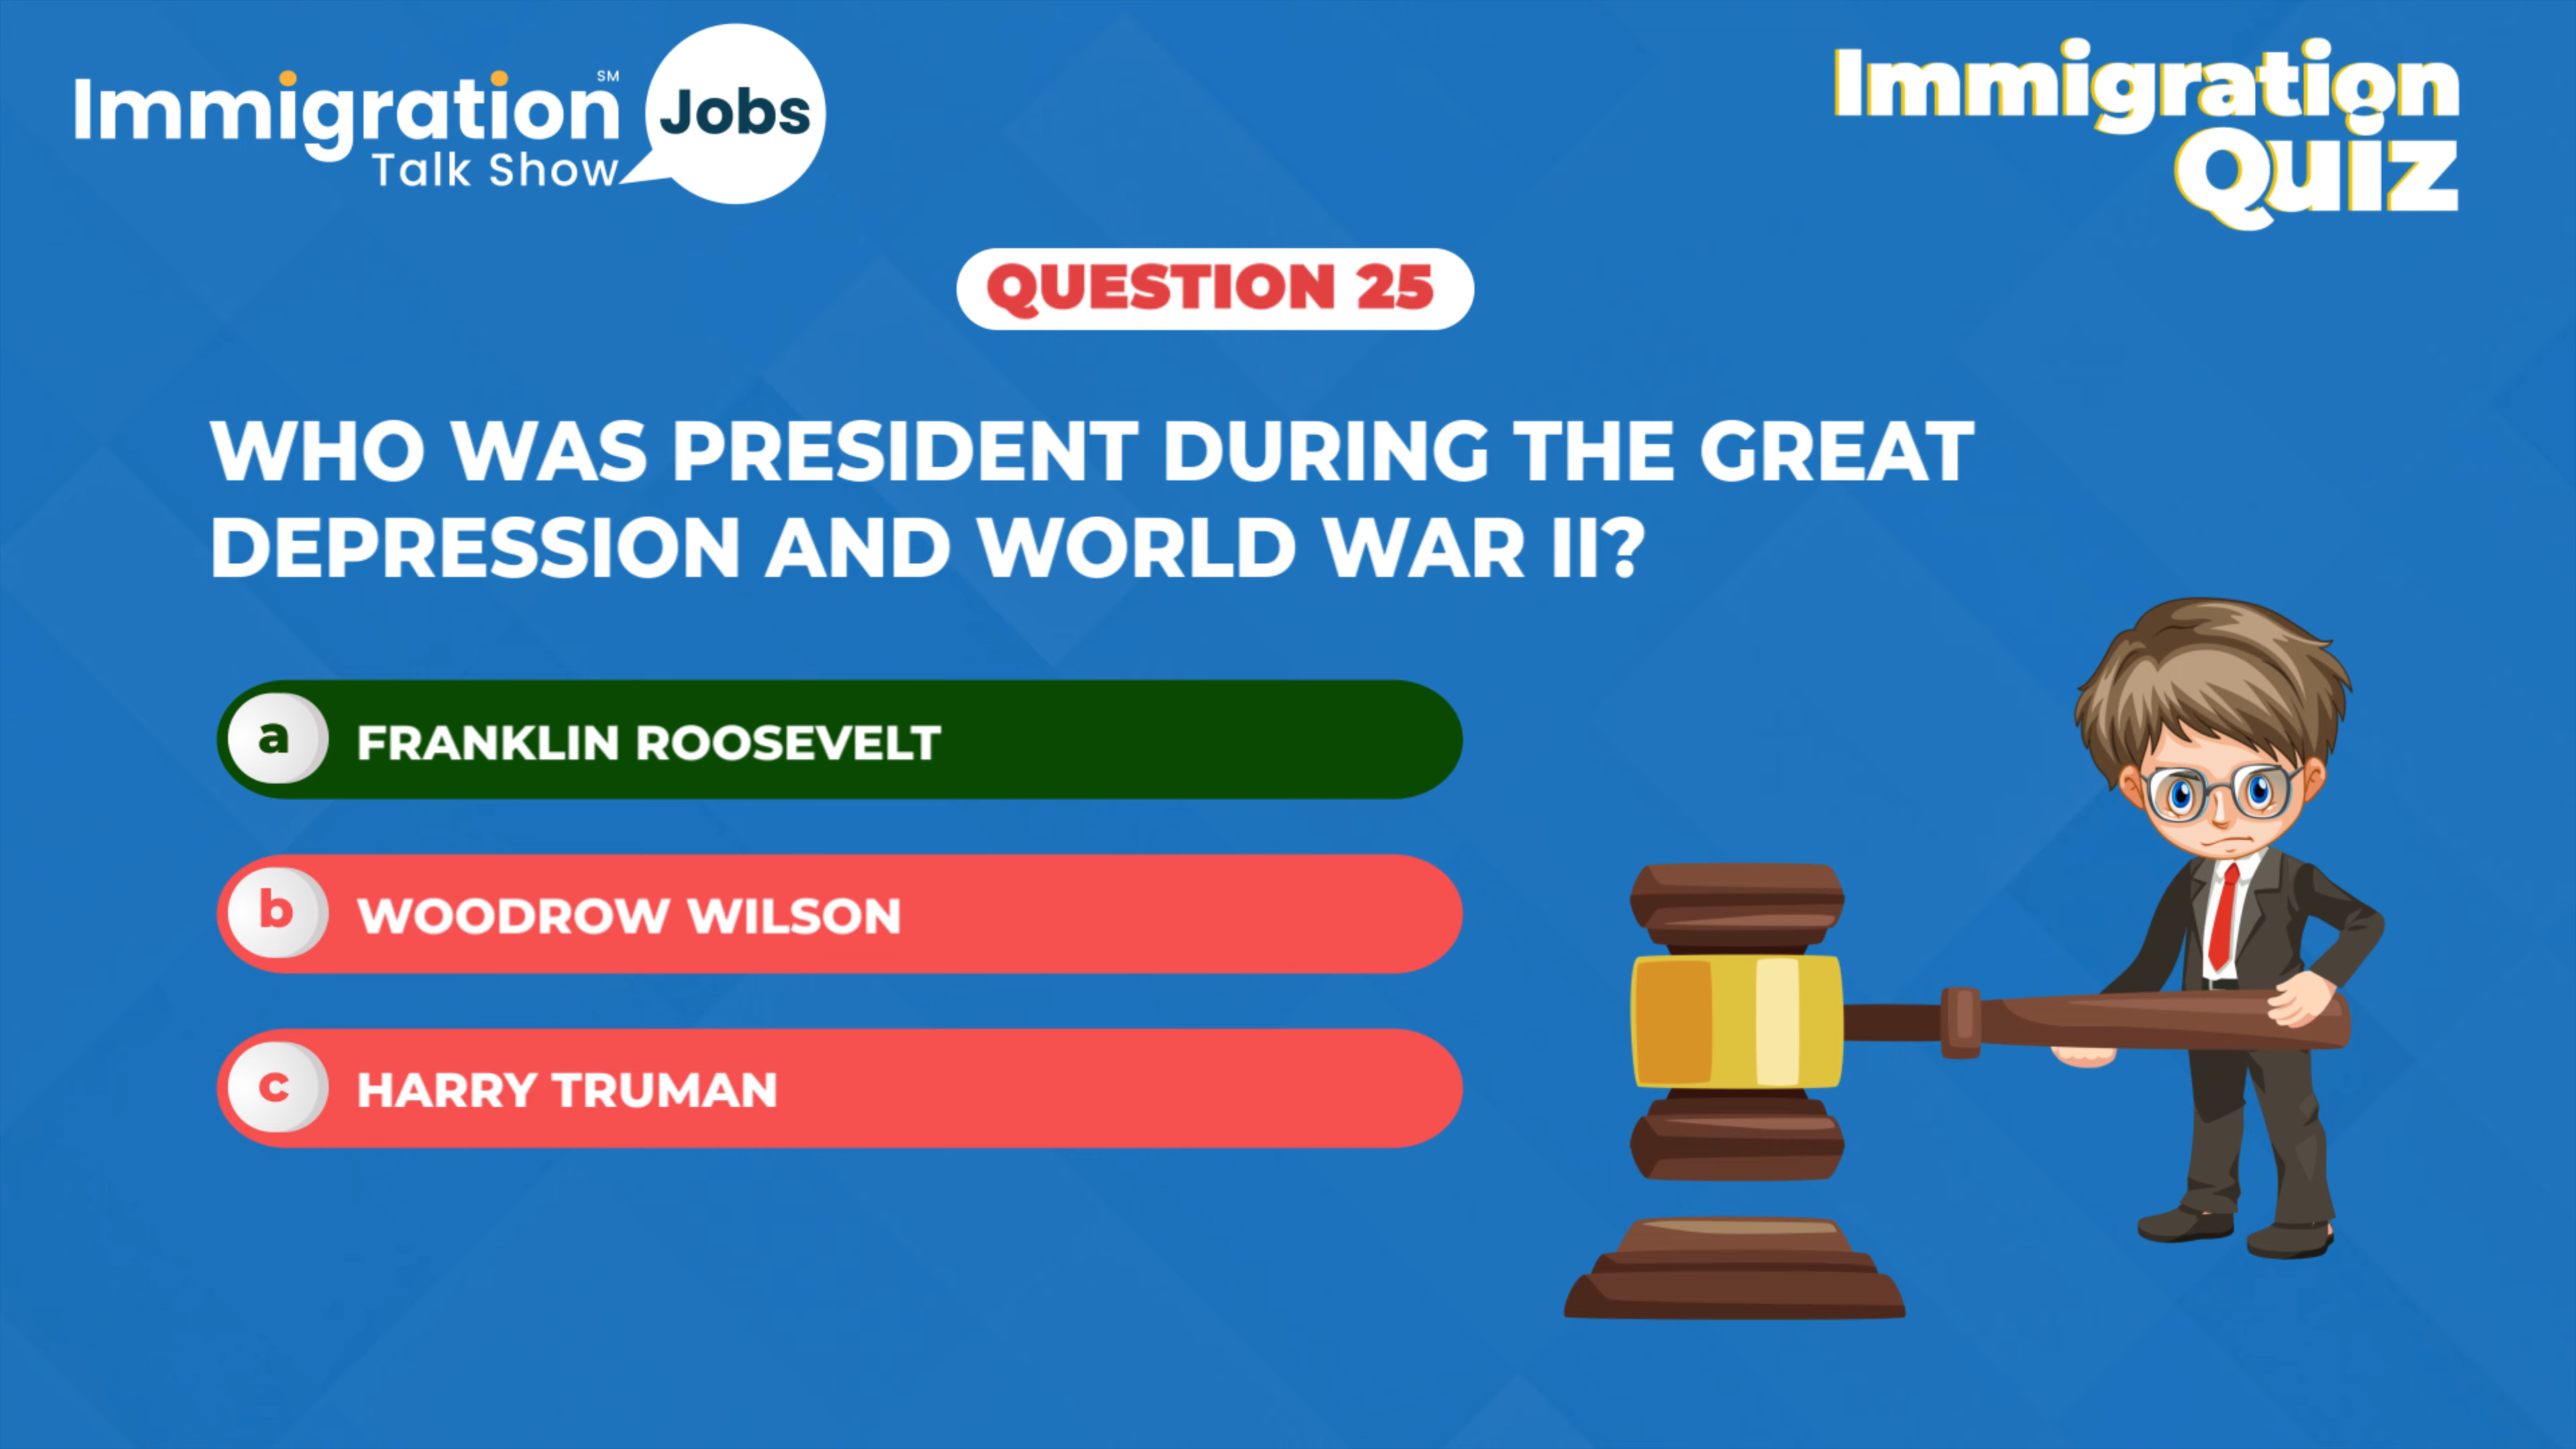 Immigration SM Jobs
Talk Show
Immigration
Quiz
QUESTION 25
WHO WAS PRESIDENT DURING THE GREAT
DEPRESSION AND WORLD WAR II?
a FRANKLIN ROOSEVELT
b WOODROW WILSON
c HARRY TRUMAN